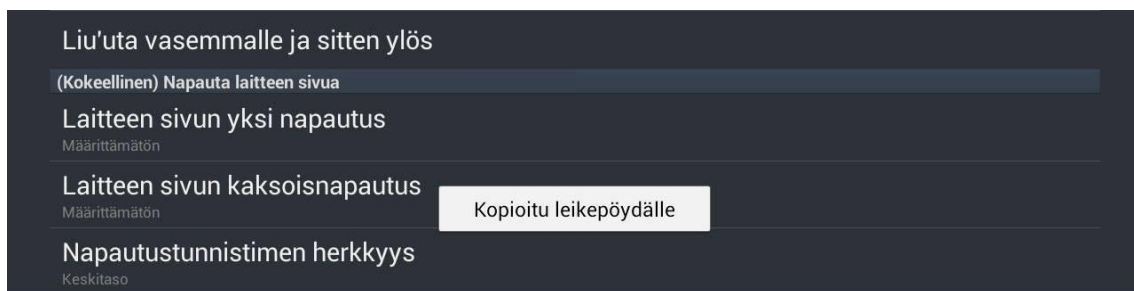 Liu'uta vasemmalle ja sitten ylös
(Kokeellinen) Napauta laitteen sivua
Laitteen sivun yksi napautus
Määrittämätön
Laitteen sivun kaksoisnapautus
Määrittämätön
Kopioitu leikepöydälle
Napautustunnistimen herkkyys
Keskitaso